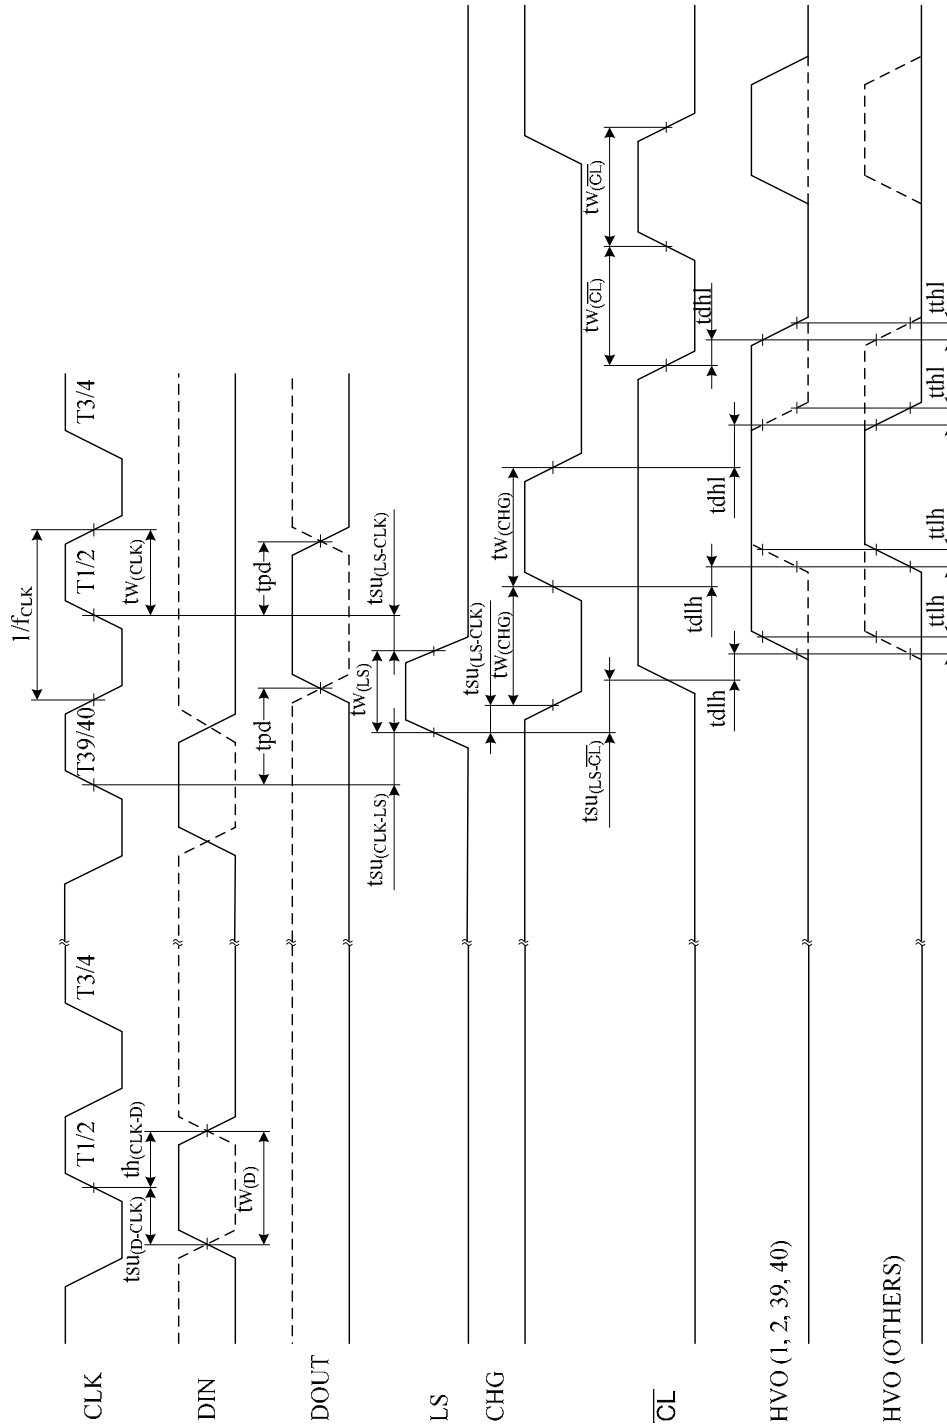 CLK
T1/2
T3/4
T39/40
T1/2
T3/4
1/fCLK
tsu(D-CLK)
th(CLK-D)
tw(CLK)
DIN
tw(D)
tpd
tpd
DOUT
tsu(CLK-LS)
tw(LS)
tsu(LS-CLK)
LS
tsu(LS-CLK)
tw(CHG)
tw(CHG)
CHG
tsu(LS-CL)
tw(CL)
tw(CL)
CL
tdlh
tdlh
tdhl
tdhl
HVO (1, 2, 39, 40)
HVO (OTHERS)
ttlh
ttlh
tthl
tthl